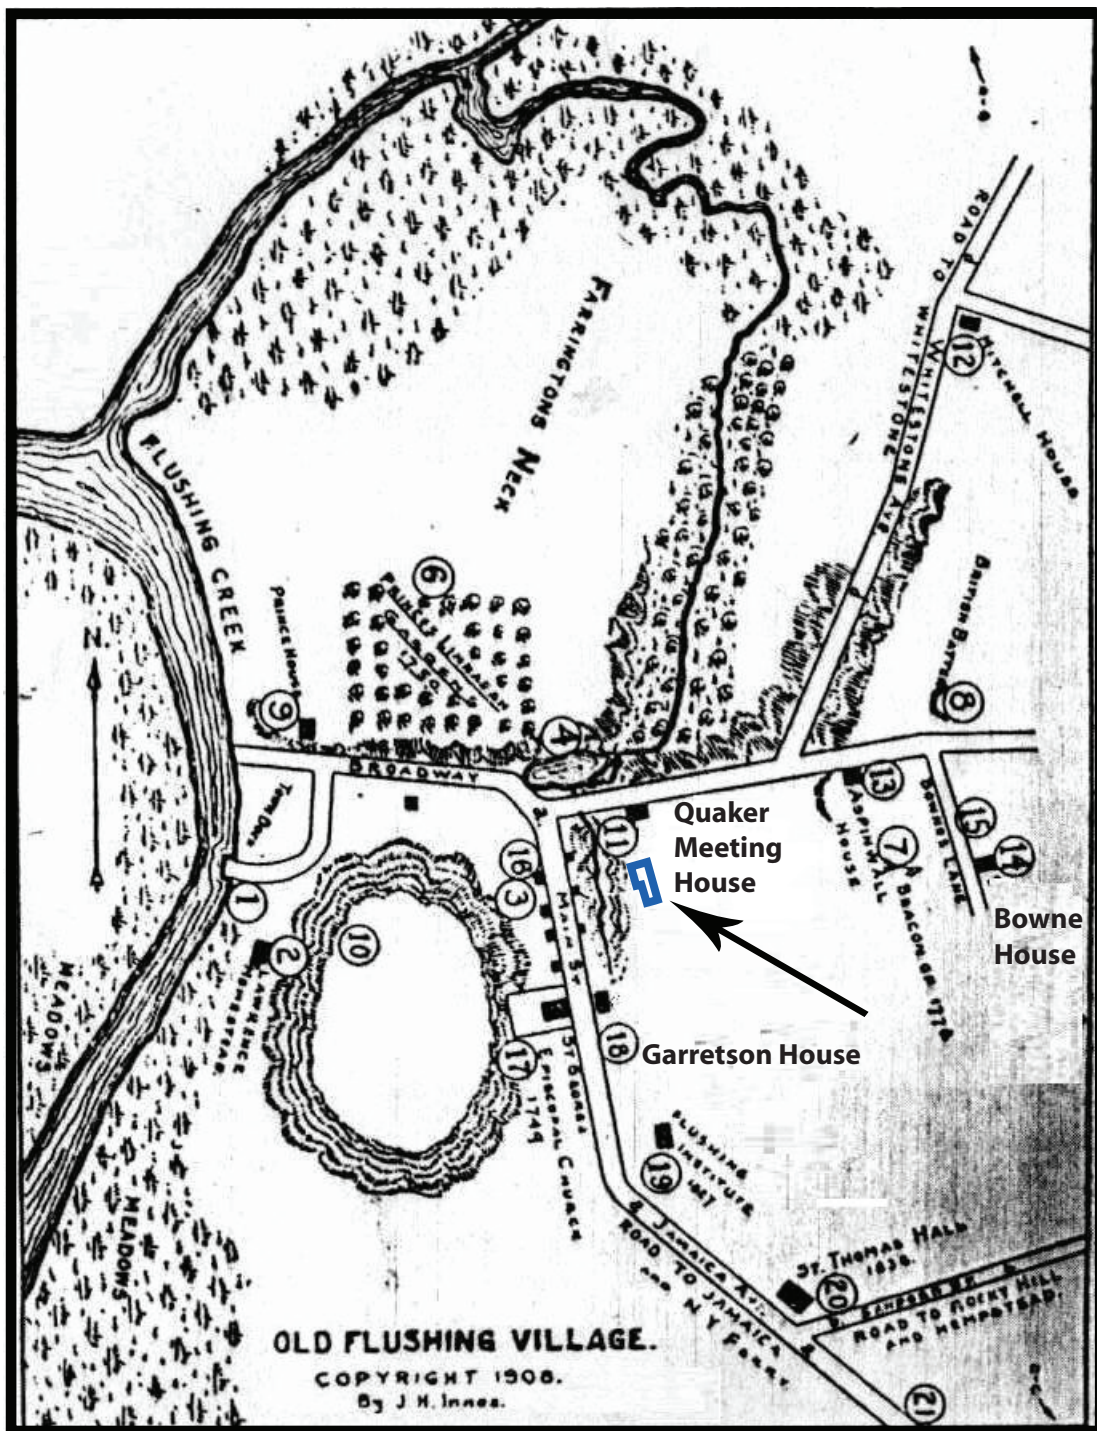 ROAD TO WHITESTONE
WHITESTONE AVE.
12
MITCHELL HOUSE
FARRINGTONS NECK
FLUSHING CREEK
6
GARDENS
1750
PRINCE HOUSE
9
BRITISH BATTERY
8
4
BROADWAY
TOWN DOCK
N
13
ASPINWALL
HOUSE
7
A BEACON OF 1776
BOWNES LANE
15
14
Bowne
House
11
Quaker
Meeting
House
16
3
MAIN ST
1
2
LAWRENCE
HOMESTEAD
10
MEADOWS
MEADOWS
17
ST GEORGES
EPISCOPAL CHURCH
1749
18
Garretson House
FLUSHING
INSTITUTE
19
JAMAICA AVE.
ROAD TO JAMAICA
AND N Y FERRY
ST. THOMAS HALL
1838.
20
ROAD TO ROCKY HILL
AND HEMPSTEAD.
21
OLD FLUSHING VILLAGE.
COPYRIGHT 1908.
By J. H. Innes.